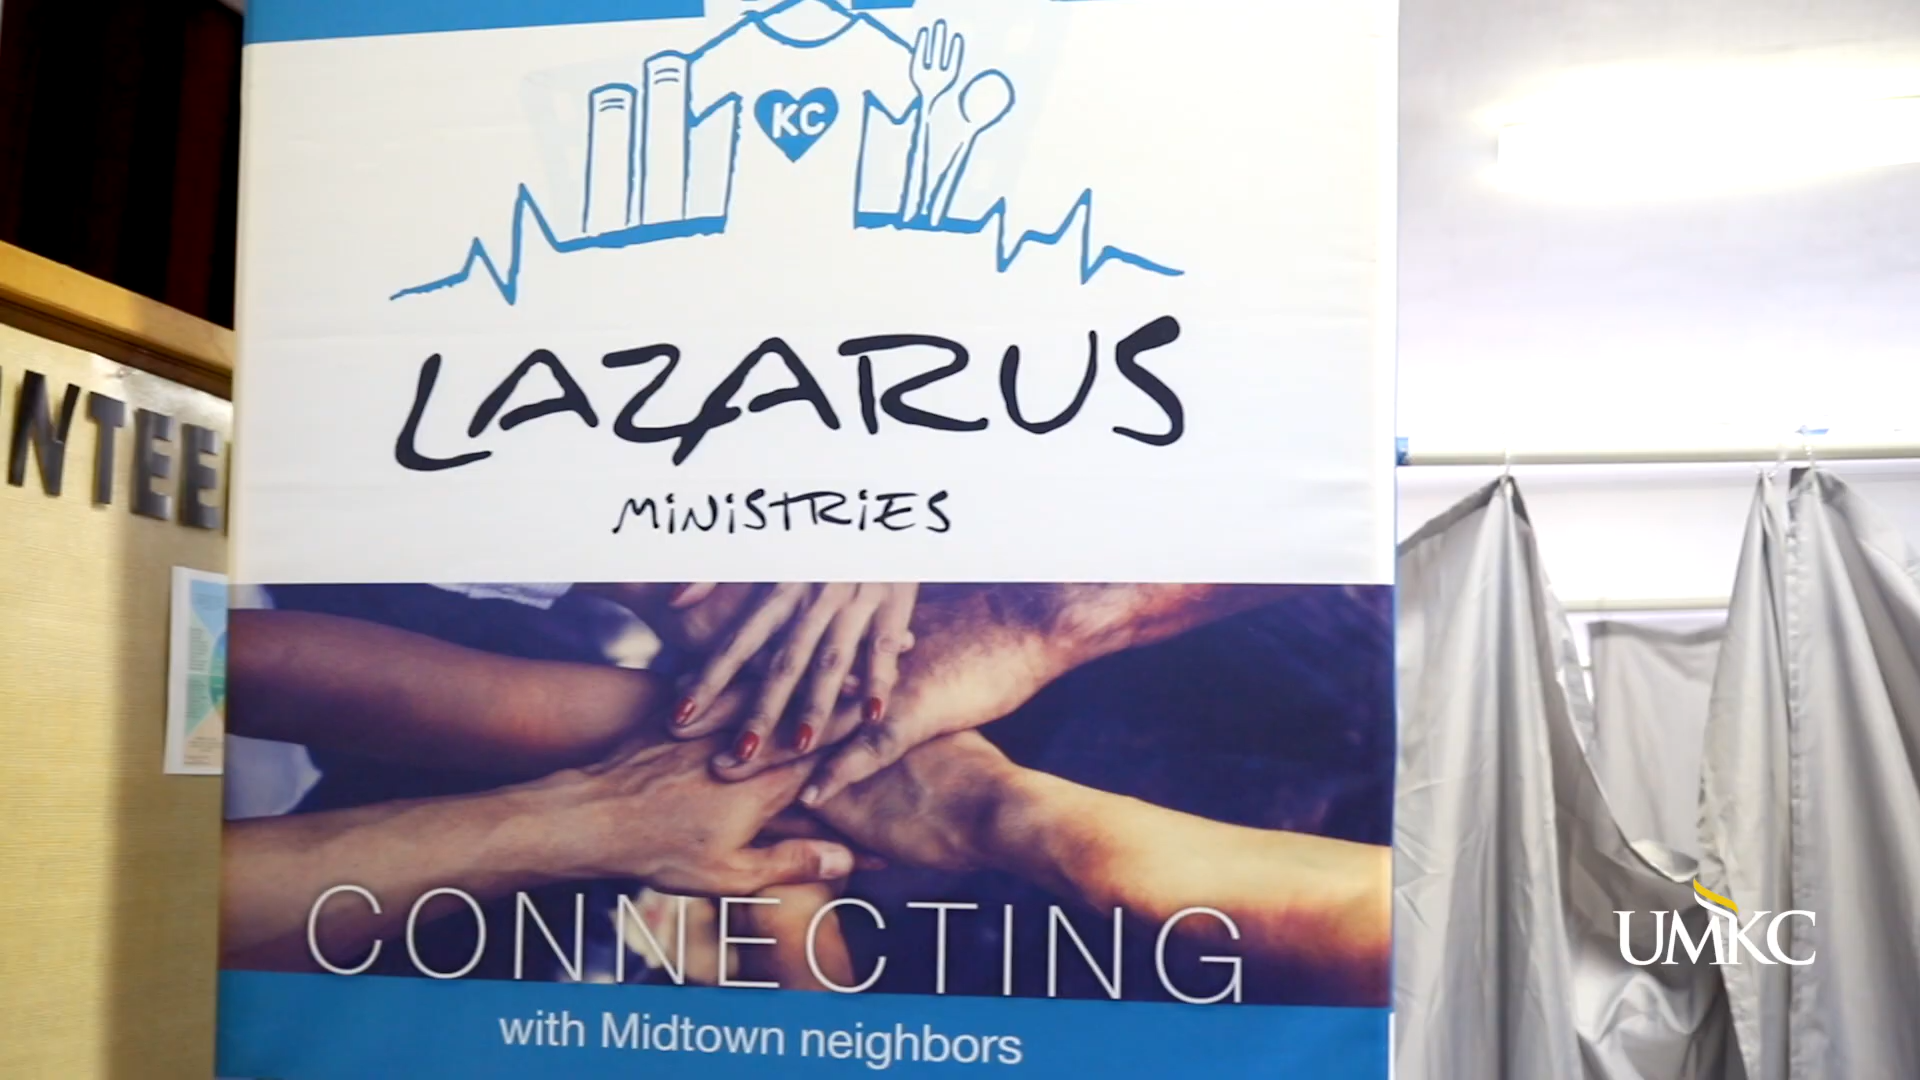 KC
LAZARUS
MiNiSTRiES
NTEE
CONNECTING
with Midtown neighbors
UMKC